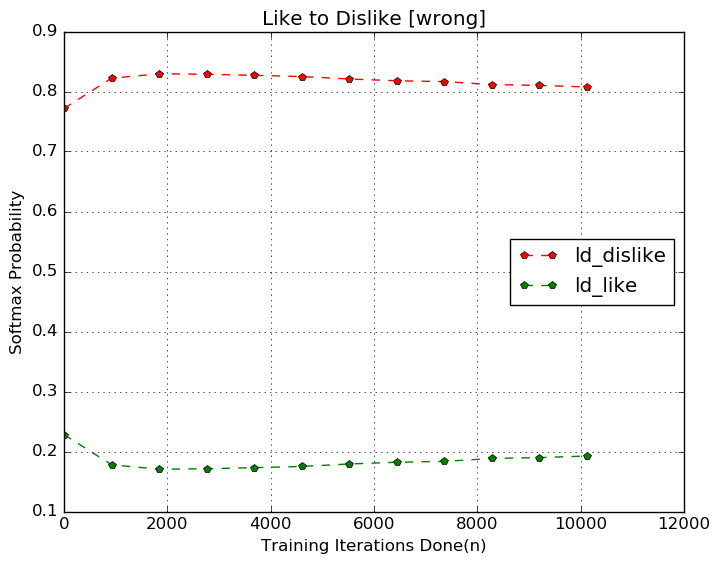 Like to Dislike [wrong]
0.9
0.8
0.7
0.6
0.5
0.4
0.3
0.2
0.1
Softmax Probability
ld_dislike
ld_like
0 2000 4000 6000 8000 10000 12000
Training Iterations Done(n)